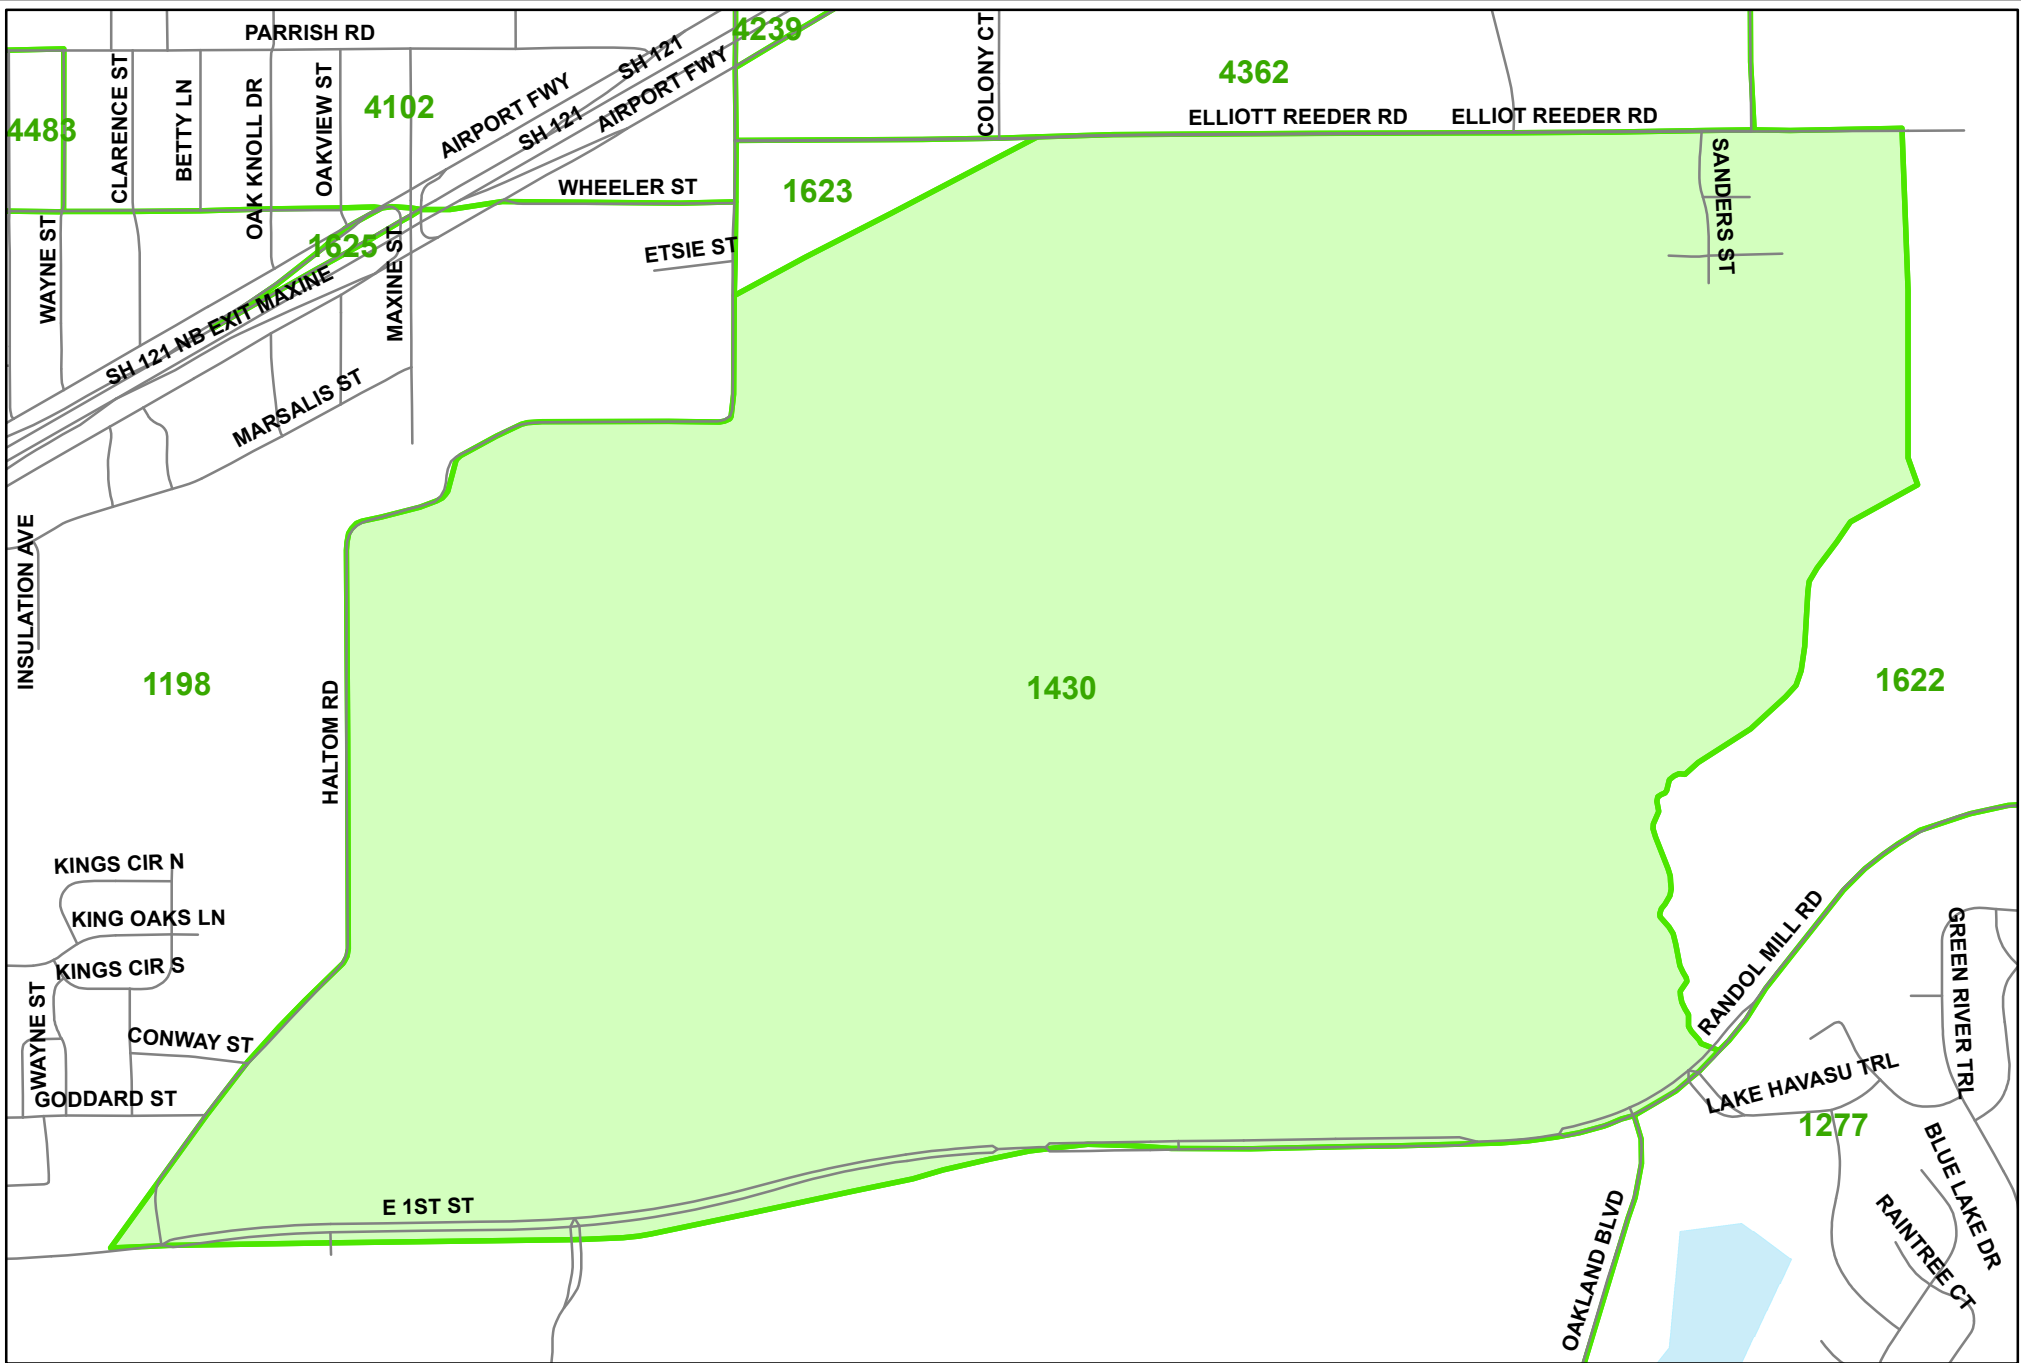 PARRISH RD
SH 121
4239
COLONY CT
4362
CLARENCE ST
BETTY LN
OAK KNOLL DR
OAKVIEW ST
4102
AIRPORT FWY
AIRPORT FWY
SH 121
4483
ELLIOTT REEDER RD
ELLIOT REEDER RD
SANDERS ST
WHEELER ST
1623
WAYNE ST
1625
MAXINE ST
ETSIE ST
SH 121 NB EXIT MAXINE
MARSALIS ST
INSULATION AVE
1198
HALTOM RD
1430
1622
KINGS CIR N
KING OAKS LN
KINGS CIR S
WAYNE ST
CONWAY ST
GODDARD ST
RANDOL MILL RD
GREEN RIVER TRL
LAKE HAVASU TRL
1277
BLUE LAKE DR
RAINTREE CT
E 1ST ST
OAKLAND BLVD